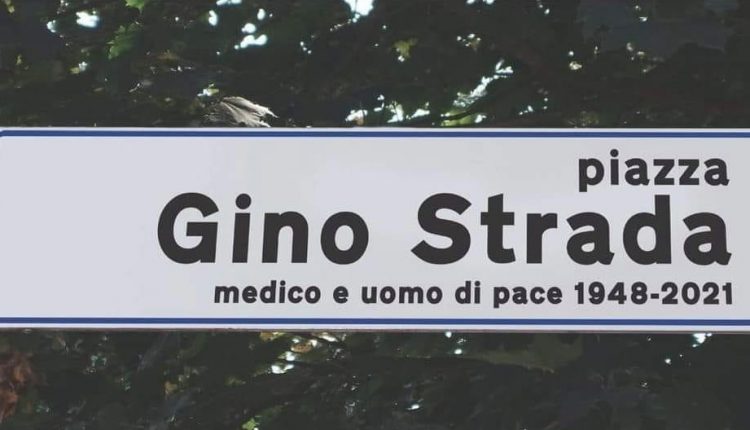 piazza
Gino Strada
medico e uomo di pace 1948-2021